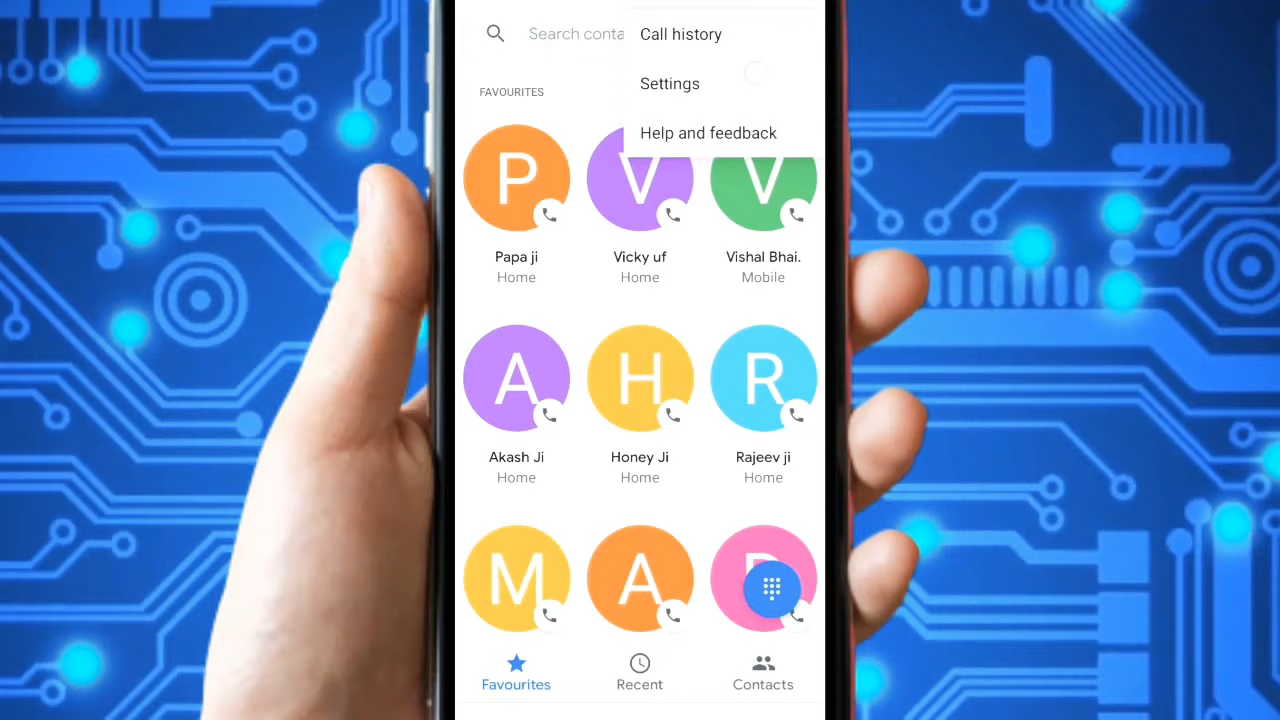 Search conta
Call history
Settings
Help and feedback
FAVOURITES
P
V
V
Papa ji
Vicky uf
Vishal Bhai.
Home
Home
Mobile
A
H
R
Akash Ji
Honey Ji
Rajeev ji
Home
Home
Home
M
A
Favourites
Recent
Contacts